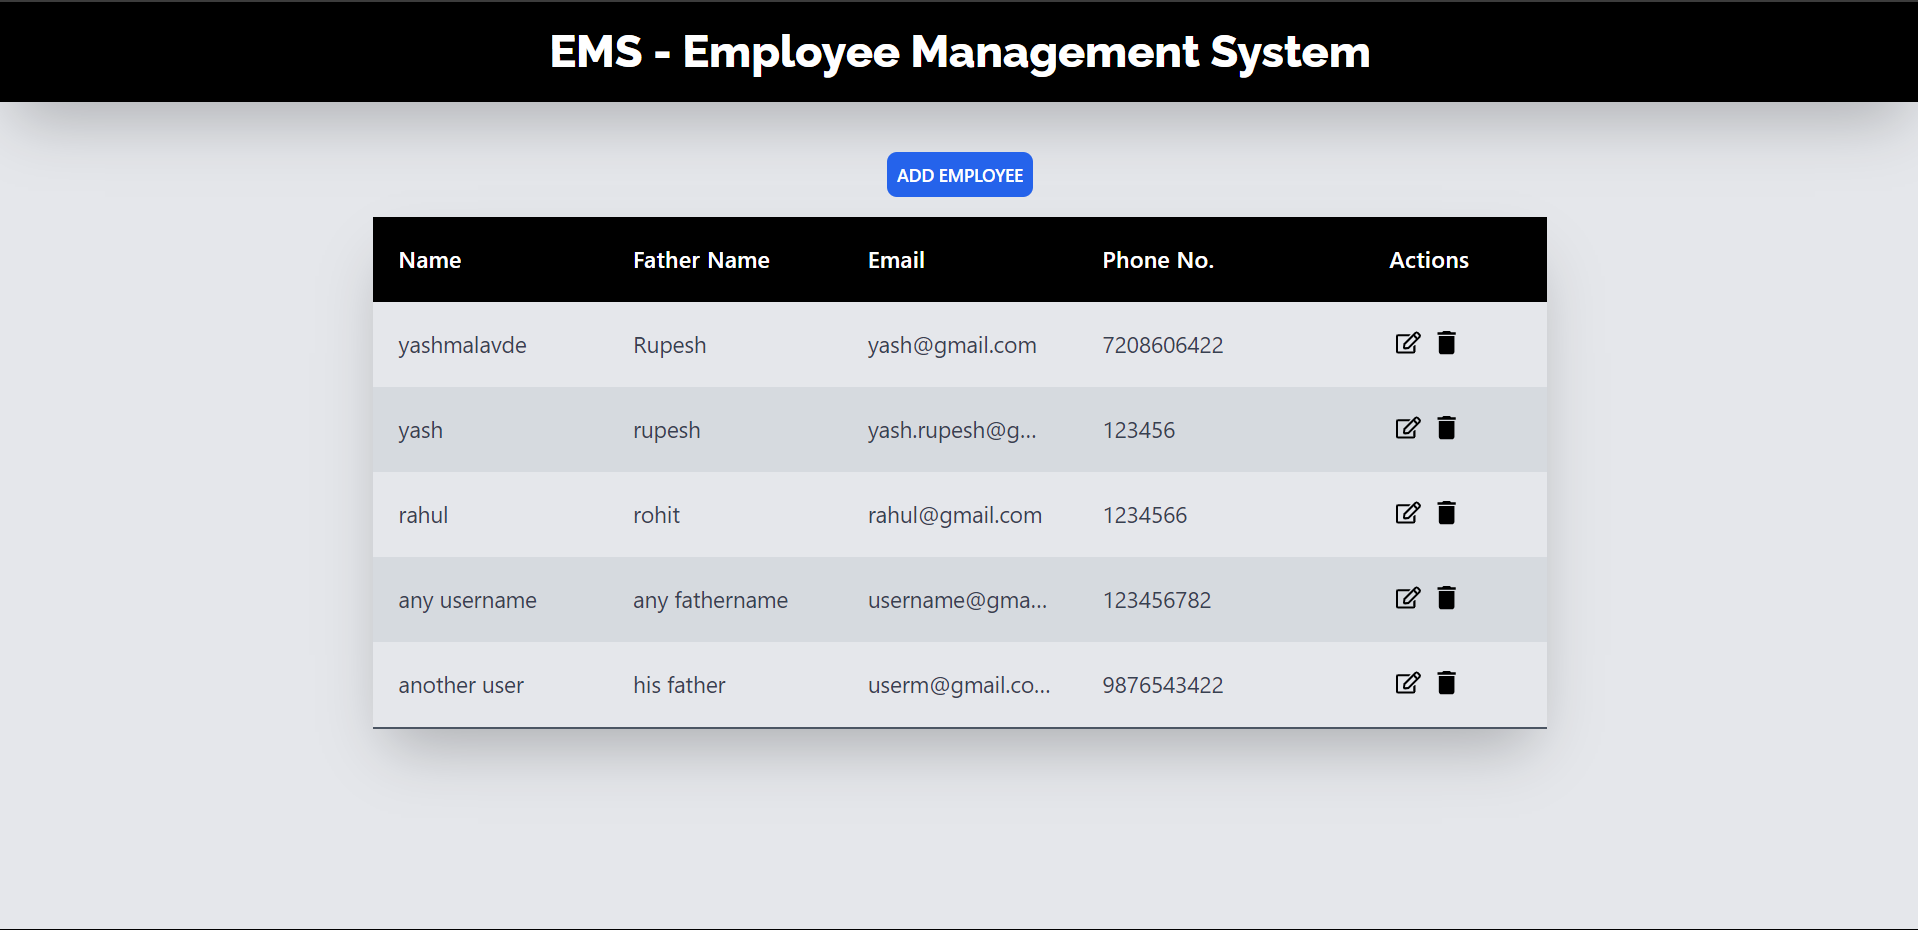 EMS - Employee Management System
ADD EMPLOYEE
Name Father Name Email Phone No. Actions
yashmalavde Rupesh yash@gmail.com 7208606422
yash rupesh yash.rupesh@g... 123456
rahul rohit rahul@gmail.com 1234566
any username any fathername username@gma... 123456782
another user his father userm@gmail.co... 9876543422